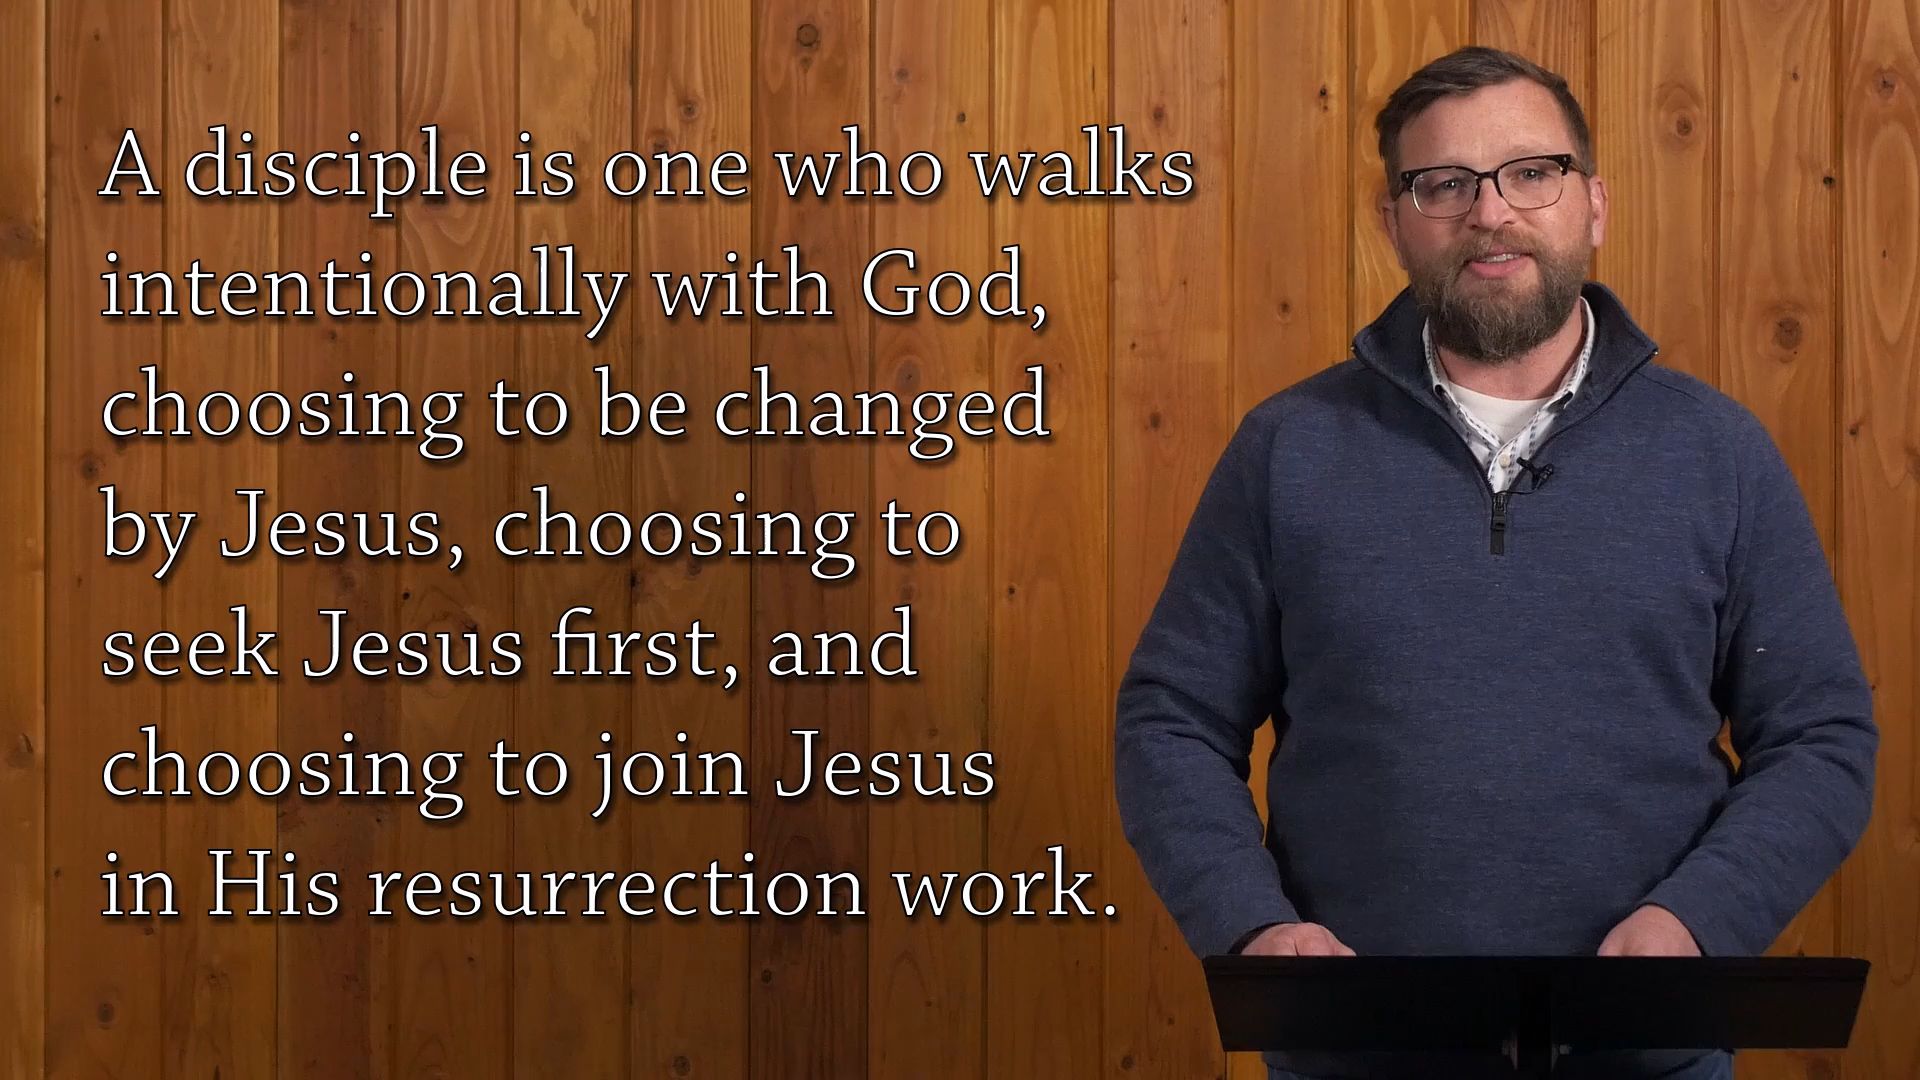 A disciple is one who walks
intentionally with God,
choosing to be changed
by Jesus, choosing to
seek Jesus first, and
choosing to join Jesus
in His resurrection work.